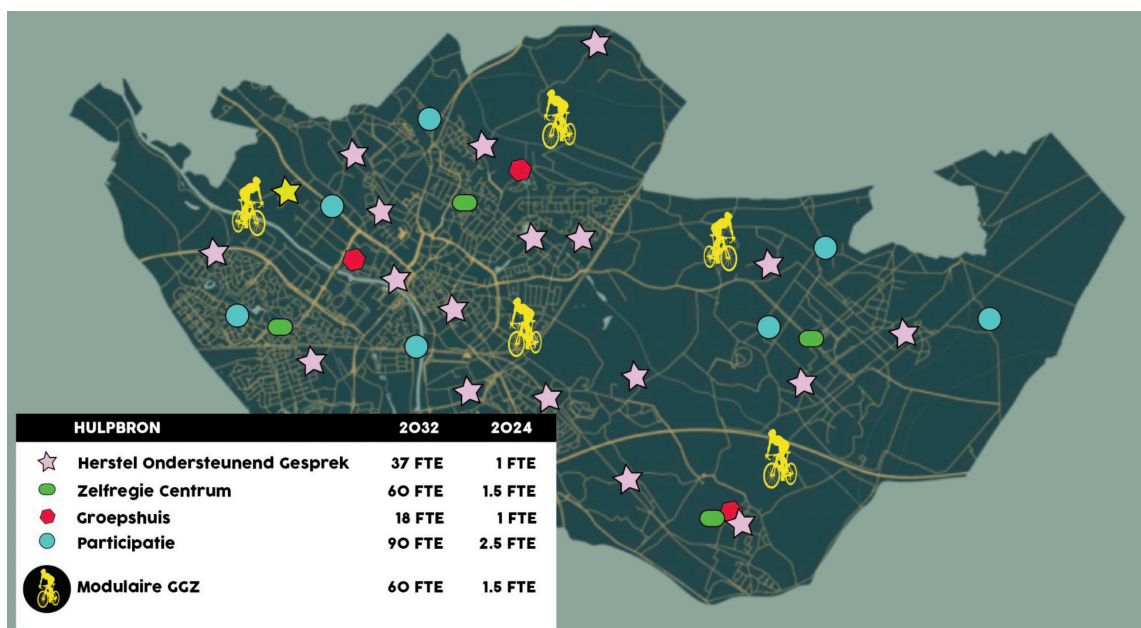 HULPBRON 2032 2024
Herstel Ondersteunend Gesprek 37 FTE 1 FTE
Zelfregie Centrum 60 FTE 1.5 FTE
Groepshuis 18 FTE 1 FTE
Participatie 90 FTE 2.5 FTE
Modulaire GGZ 60 FTE 1.5 FTE